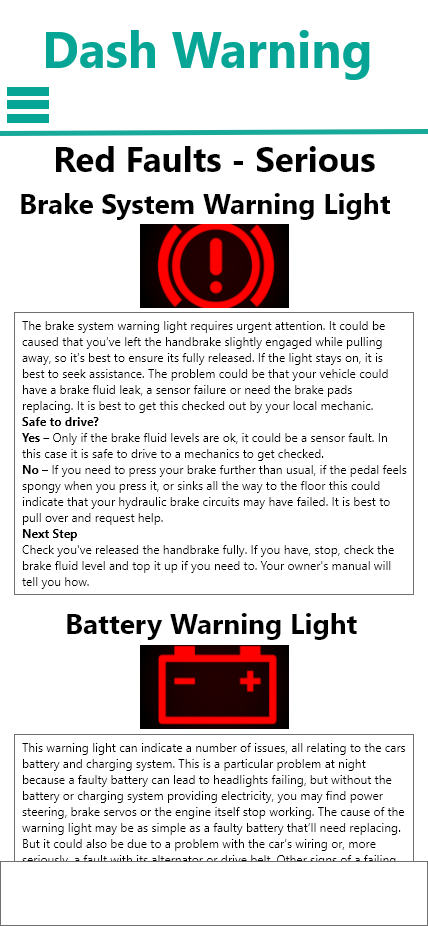 Dash Warning
Red Faults - Serious
Brake System Warning Light
The brake system warning light requires urgent attention. It could be
caused that you’ve left the handbrake slightly engaged while pulling
away, so it’s best to ensure its fully released. If the light stays on, it is
best to seek assistance. The problem could be that your vehicle could
have a brake fluid leak, a sensor failure or need the brake pads
replacing. It is best to get this checked out by your local mechanic.
Safe to drive?
Yes – Only if the brake fluid levels are ok, it could be a sensor fault. In
this case it is safe to drive to a mechanics to get checked.
No – If you need to press your brake further than usual, if the pedal feels
spongy when you press it, or sinks all the way to the floor this could
indicate that your hydraulic brake circuits may have failed. It is best to
pull over and request help.
Next Step
Check you've released the handbrake fully. If you have, stop, check the
brake fluid level and top it up if you need to. Your owner's manual will
tell you how.
Battery Warning Light
This warning light can indicate a number of issues, all relating to the cars
battery and charging system. This is a particular problem at night
because a faulty battery can lead to headlights failing, but without the
battery or charging system providing electricity, you may find power
steering, brake servos or the engine itself stop working. The cause of the
warning light may be as simple as a faulty battery that’ll need replacing.
But it could also be due to a problem with the car’s wiring or, more
seriously, a fault with its alternator or drive belt. Other signs of a failing